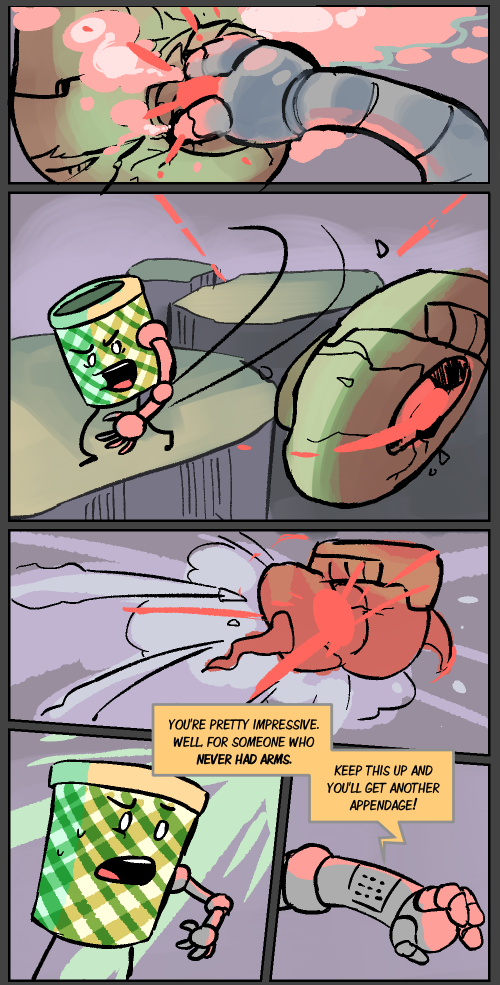 YOU'RE PRETTY IMPRESSIVE.
WELL, FOR SOMEONE WHO
NEVER HAD ARMS.
KEEP THIS UP AND
YOU'LL GET ANOTHER
APPENDAGE!